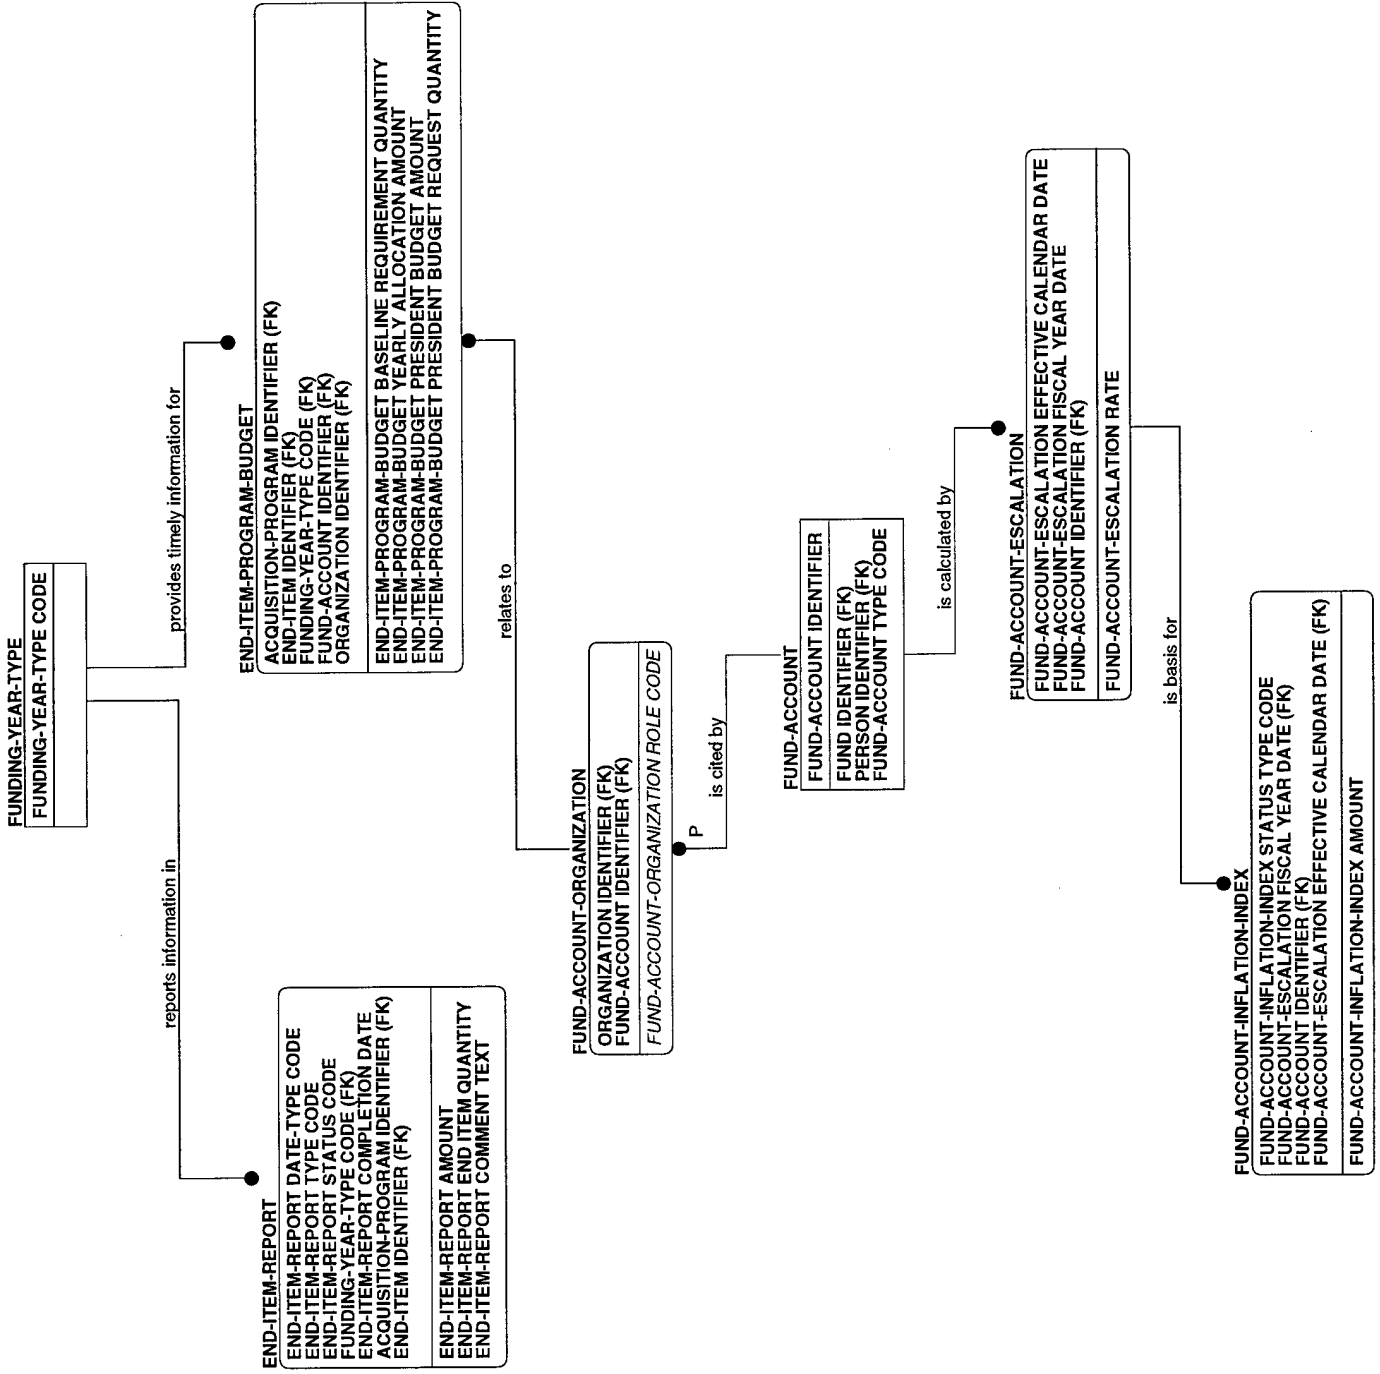 FUNDING-YEAR-TYPE
FUNDING-YEAR-TYPE CODE
reports information in
provides timely information for
END-ITEM-REPORT
END-ITEM-REPORT DATE-TYPE CODE
END-ITEM-REPORT TYPE CODE
END-ITEM-REPORT STATUS CODE
FUNDING-YEAR-TYPE CODE (FK)
END-ITEM-REPORT COMPLETION DATE
ACQUISITION-PROGRAM IDENTIFIER (FK)
END-ITEM IDENTIFIER (FK)
END-ITEM-REPORT AMOUNT
END-ITEM-REPORT END ITEM QUANTITY
END-ITEM-REPORT COMMENT TEXT
END-ITEM-PROGRAM-BUDGET
ACQUISITION-PROGRAM IDENTIFIER (FK)
END-ITEM IDENTIFIER (FK)
FUNDING-YEAR-TYPE CODE (FK)
FUND-ACCOUNT IDENTIFIER (FK)
ORGANIZATION IDENTIFIER (FK)
END-ITEM-PROGRAM-BUDGET BASELINE REQUIREMENT QUANTITY
END-ITEM-PROGRAM-BUDGET YEARLY ALLOCATION AMOUNT
END-ITEM-PROGRAM-BUDGET PRESIDENT BUDGET AMOUNT
END-ITEM-PROGRAM-BUDGET PRESIDENT BUDGET REQUEST QUANTITY
relates to
FUND-ACCOUNT-ORGANIZATION
ORGANIZATION IDENTIFIER (FK)
FUND-ACCOUNT IDENTIFIER (FK)
FUND-ACCOUNT-ORGANIZATION ROLE CODE
P
is cited by
FUND-ACCOUNT
FUND-ACCOUNT IDENTIFIER
FUND IDENTIFIER (FK)
PERSON IDENTIFIER (FK)
FUND-ACCOUNT TYPE CODE
is calculated by
FUND-ACCOUNT-ESCALATION
FUND-ACCOUNT-ESCALATION EFFECTIVE CALENDAR DATE
FUND-ACCOUNT-ESCALATION FISCAL YEAR DATE
FUND-ACCOUNT IDENTIFIER (FK)
FUND-ACCOUNT-ESCALATION RATE
is basis for
FUND-ACCOUNT-INFLATION-INDEX
FUND-ACCOUNT-INFLATION-INDEX STATUS TYPE CODE
FUND-ACCOUNT-ESCALATION FISCAL YEAR DATE (FK)
FUND-ACCOUNT IDENTIFIER (FK)
FUND-ACCOUNT-ESCALATION EFFECTIVE CALENDAR DATE (FK)
FUND-ACCOUNT-INFLATION-INDEX AMOUNT